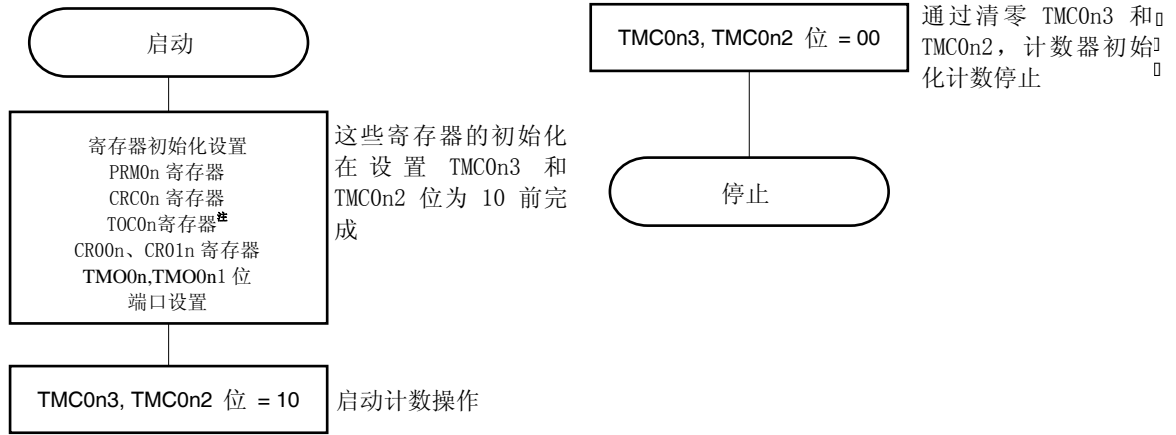 启动
寄存器初始化设置
PRM0n 寄存器
CRC0n 寄存器
TOC0n寄存器注
CR00n、CR01n 寄存器
TMO0n,TMO0n1 位
端口设置
这些寄存器的初始化
在设置 TMC0n3 和
TMC0n2 位为 10 前完
成
TMC0n3, TMC0n2 位 = 10
启动计数操作
TMC0n3, TMC0n2 位 = 00
通过清零 TMC0n3 和
TMC0n2, 计数器初始
化计数停止
停止